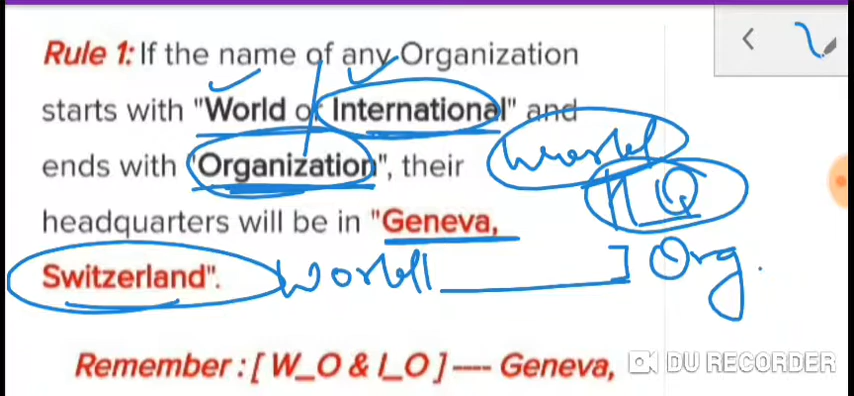 Rule 1: If the name of any Organization
starts with "World or International" and
ends with "Organization", their
World
HQ
headquarters will be in "Geneva,
Switzerland".
World ] Org.
Remember : [ W_O & I_O ] ---- Geneva,
DU RECORDER